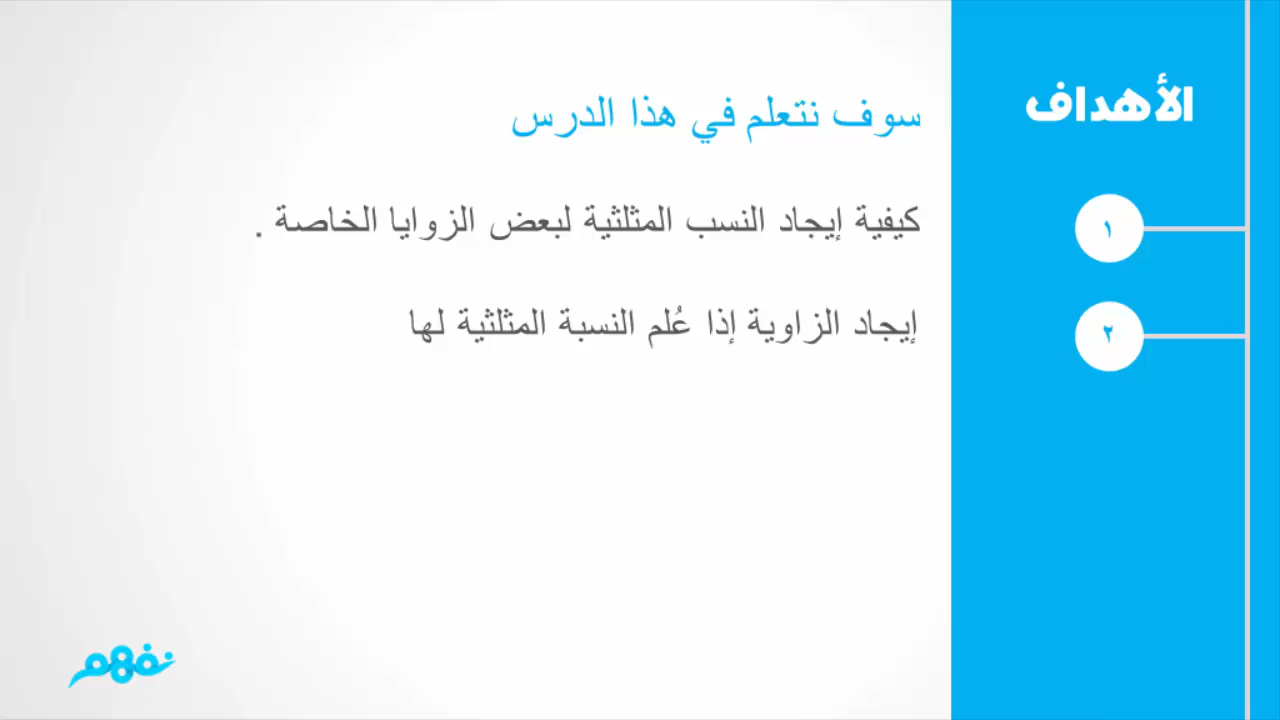 الأهداف
سوف نتعلم في هذا الدرس
١
كيفية إيجاد النسب المثلثية لبعض الزوايا الخاصة .
٢
إيجاد الزاوية إذا عُلم النسبة المثلثية لها
نفهم